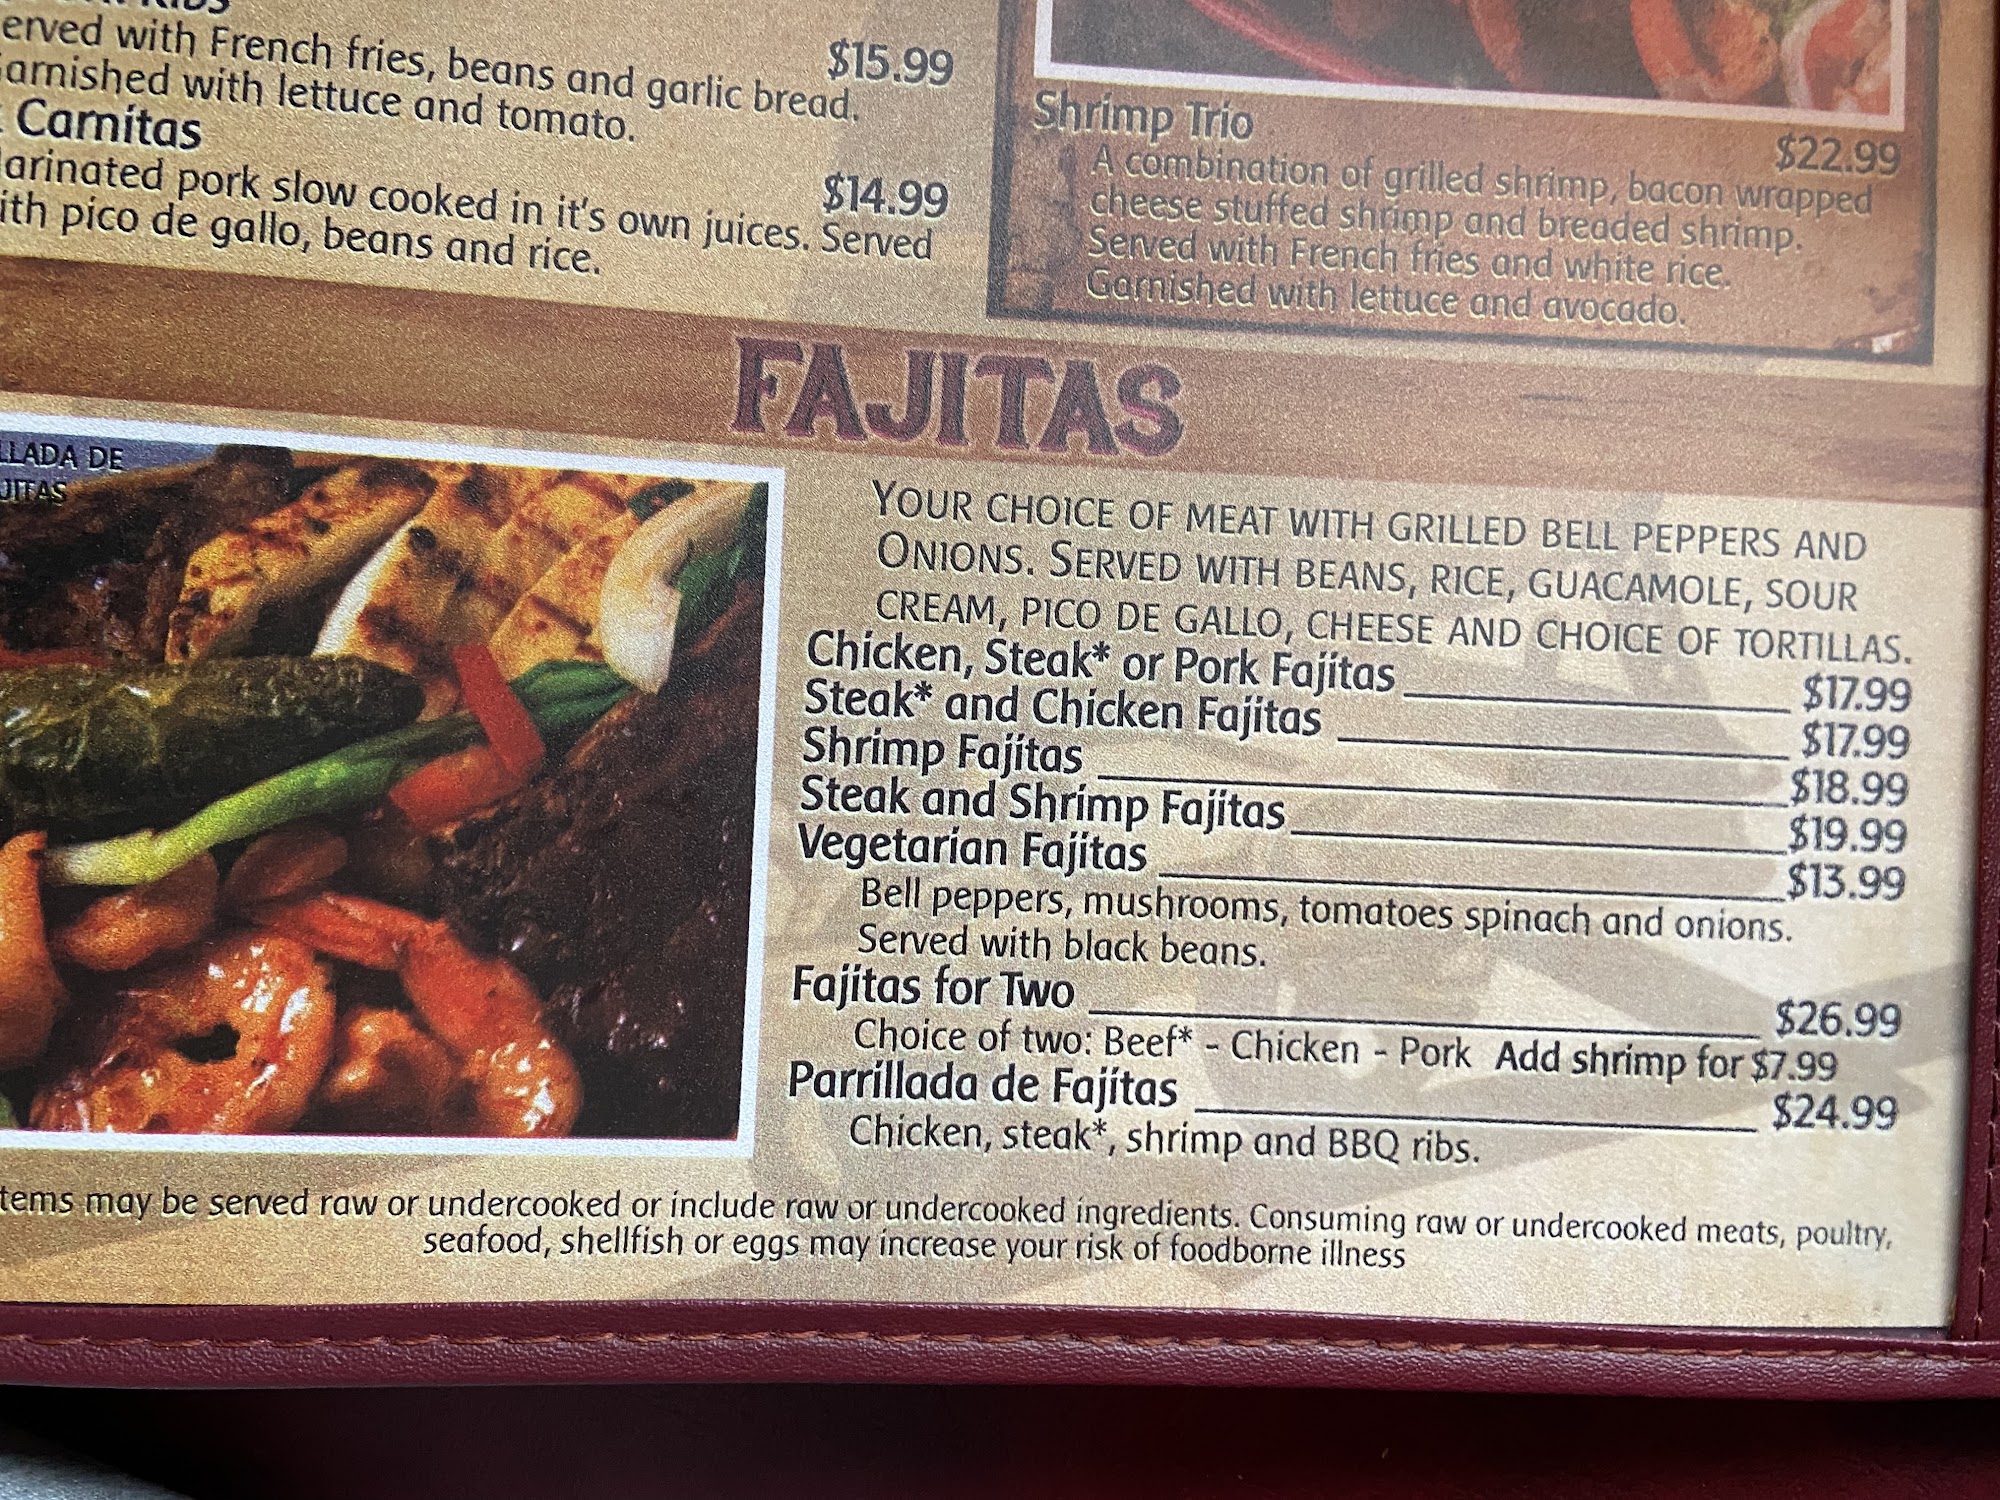 erved with French fries, beans and garlic bread.
arnished with lettuce and tomato.
$15.99
Carnitas
arinated pork slow cooked in it's own juices. Served
ith pico de gallo, beans and rice.
$14.99
Shrimp Trio
$22.99
A combination of grilled shrimp, bacon wrapped
cheese stuffed shrimp and breaded shrimp.
Served with French fries and white rice.
Garnished with lettuce and avocado.
FAJITAS
LLADA DE
JITAS
YOUR CHOICE OF MEAT WITH GRILLED BELL PEPPERS AND
ONIONS. SERVED WITH BEANS, RICE, GUACAMOLE, SOUR
CREAM, PICO DE GALLO, CHEESE AND CHOICE OF TORTILLAS.
Chicken, Steak* or Pork Fajitas $17.99
Steak* and Chicken Fajitas $17.99
Shrimp Fajitas $18.99
Steak and Shrimp Fajitas $19.99
Vegetarian Fajitas $13.99
Bell peppers, mushrooms, tomatoes spinach and onions.
Served with black beans.
Fajitas for Two $26.99
Choice of two: Beef* - Chicken - Pork Add shrimp for $7.99
Parrillada de Fajitas $24.99
Chicken, steak*, shrimp and BBQ ribs.
tems may be served raw or undercooked or include raw or undercooked ingredients. Consuming raw or undercooked meats, poultry,
seafood, shellfish or eggs may increase your risk of foodborne illness